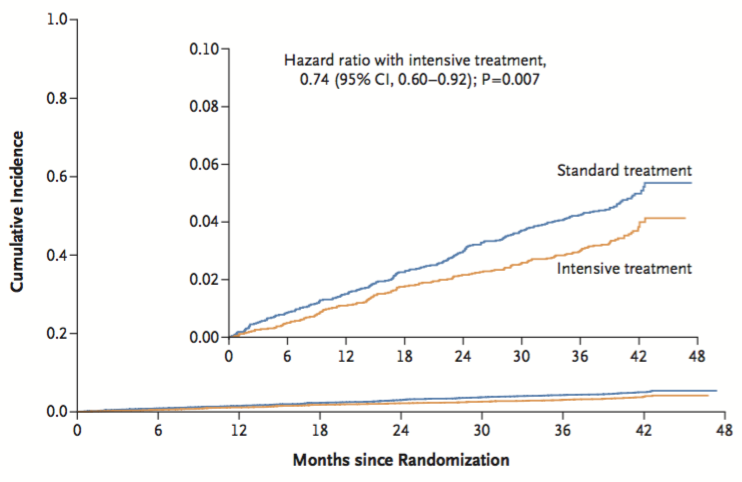 1.0
0.8
0.6
0.4
0.2
0.0
Cumulative Incidence
0.10
0.08
0.06
0.04
0.02
0.00
Hazard ratio with intensive treatment,
0.74 (95% CI, 0.60–0.92); P=0.007
Standard treatment
Intensive treatment
0 6 12 18 24 30 36 42 48
0 6 12 18 24 30 36 42 48
Months since Randomization